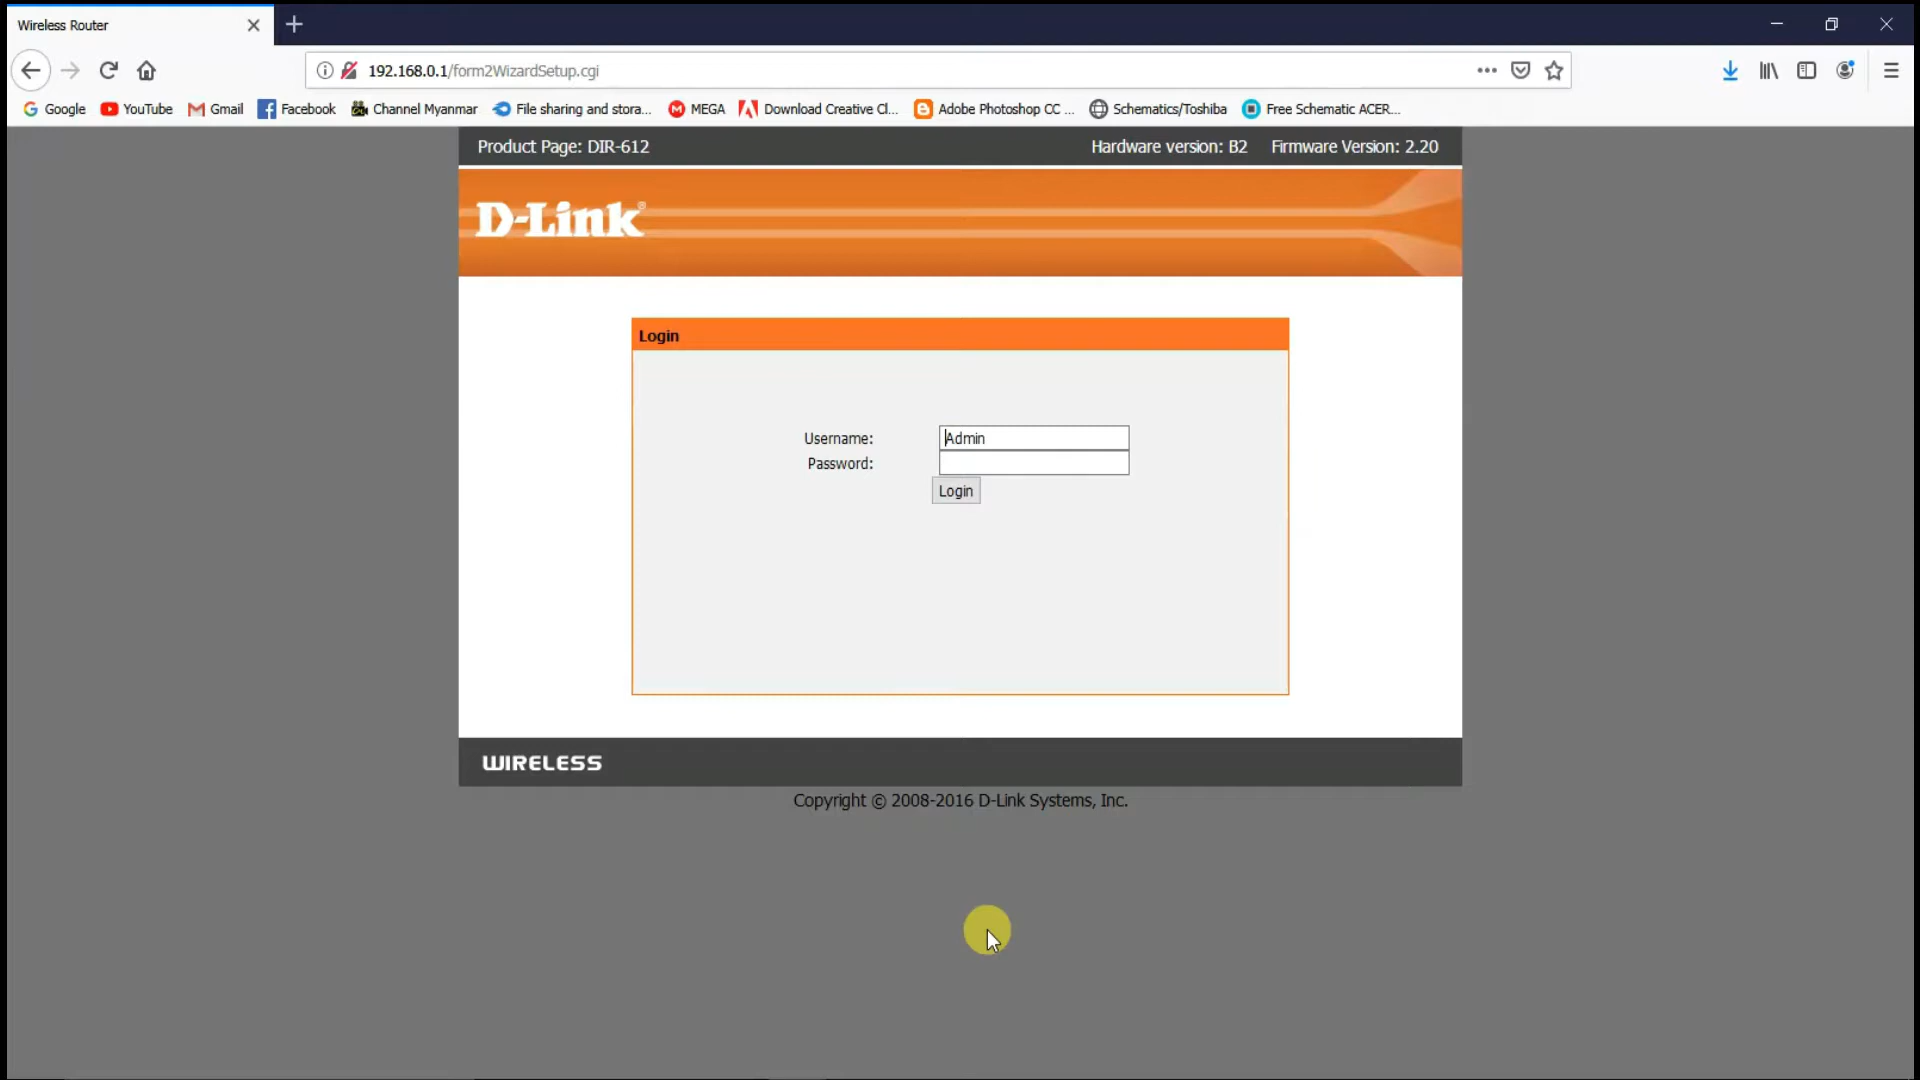 Wireless Router
192.168.0.1/form2WizardSetup.cgi
Google YouTube Gmail Facebook Channel Myanmar File sharing and stora... MEGA Download Creative Cl... Adobe Photoshop CC ... Schematics/Toshiba Free Schematic ACER...
Product Page: DIR-612 Hardware version: B2 Firmware Version: 2.20
D-Link®
Login
Username: Admin
Password:
Login
WIRELESS
Copyright © 2008-2016 D-Link Systems, Inc.